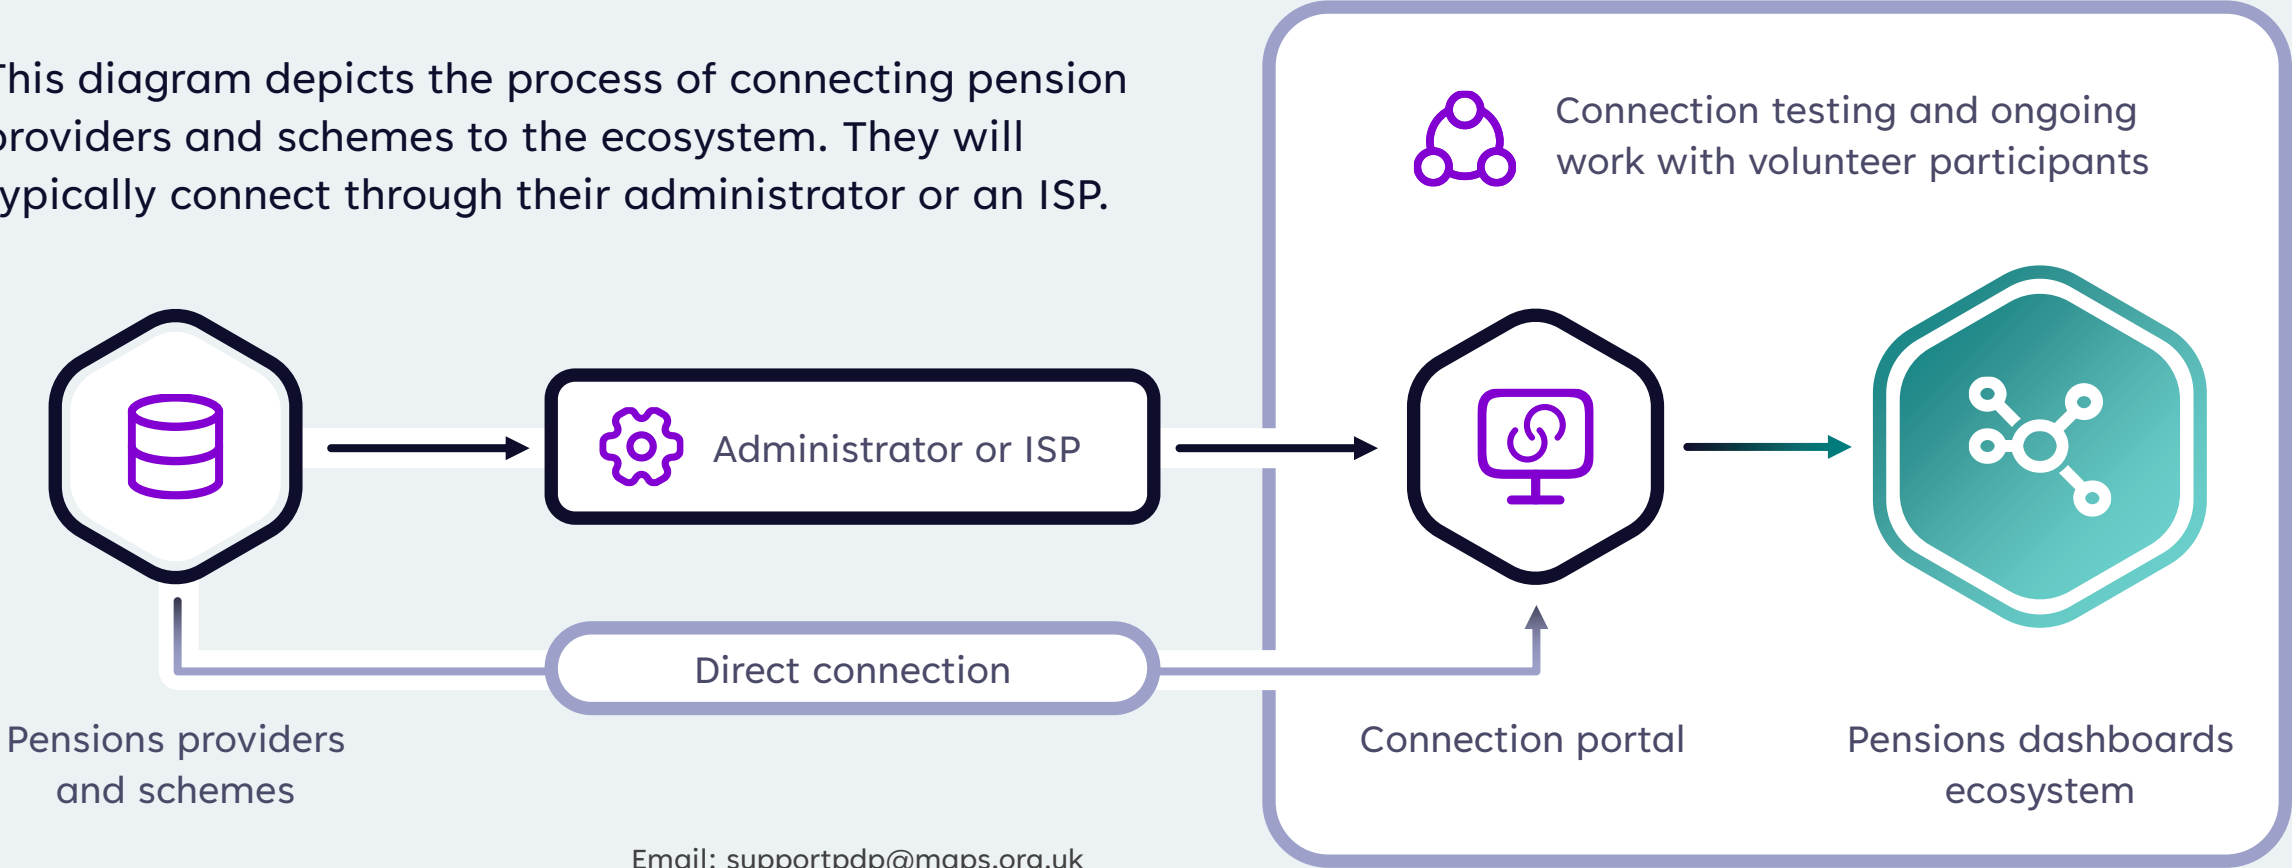 This diagram depicts the process of connecting pension
providers and schemes to the ecosystem. They will
typically connect through their administrator or an ISP.
Connection testing and ongoing
work with volunteer participants
Administrator or ISP
Direct connection
Pensions providers
and schemes
Connection portal
Pensions dashboards
ecosystem
Email: supportpdp@maps.org.uk